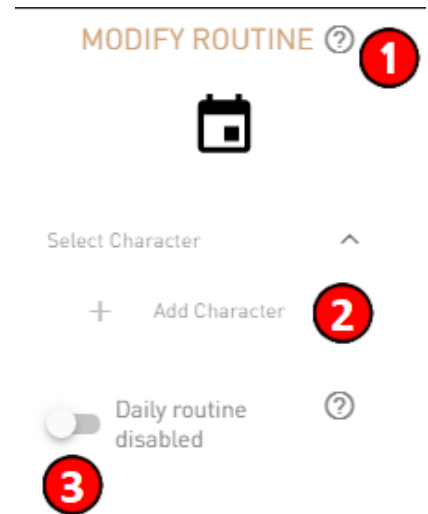 MODIFY ROUTINE ?
1
Select Character
+ Add Character
2
Daily routine ?
disabled
3